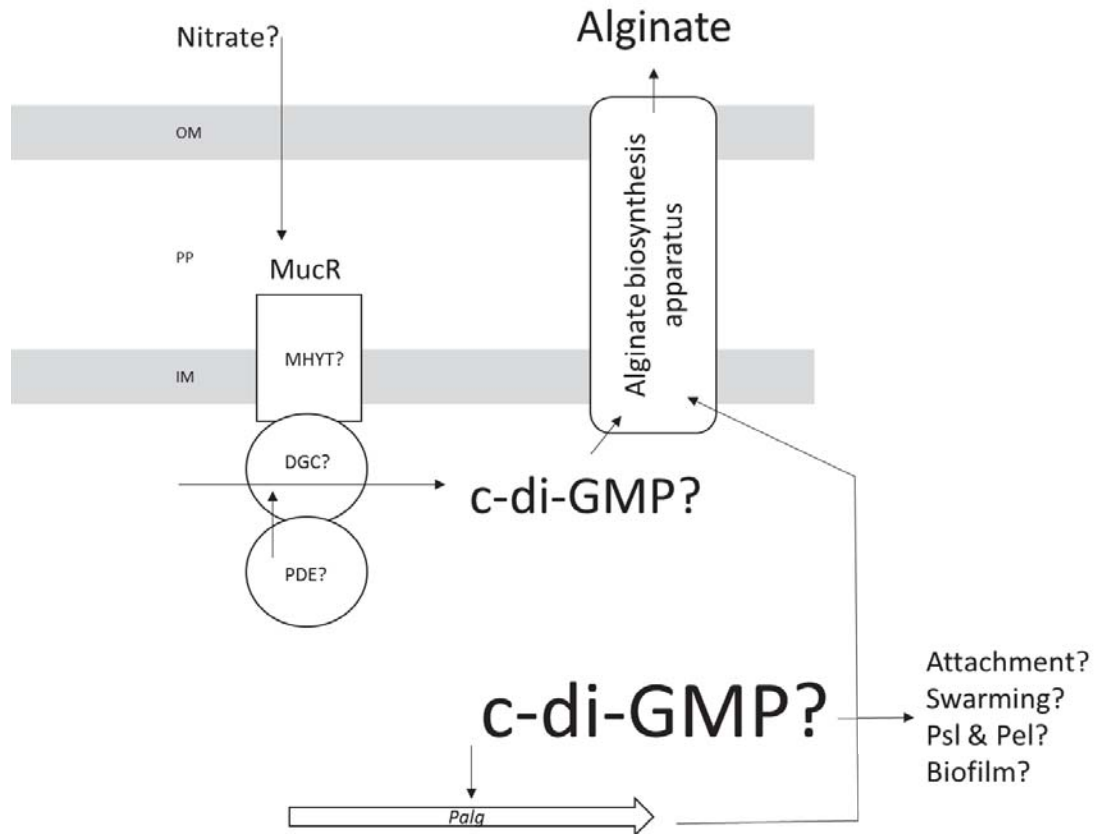 Nitrate?
Alginate
OM
PP
MucR
Alginate biosynthesis
apparatus
MHYT?
IM
DGC?
c-di-GMP?
PDE?
c-di-GMP?
Attachment?
Swarming?
Psl & Pel?
Biofilm?
Palg